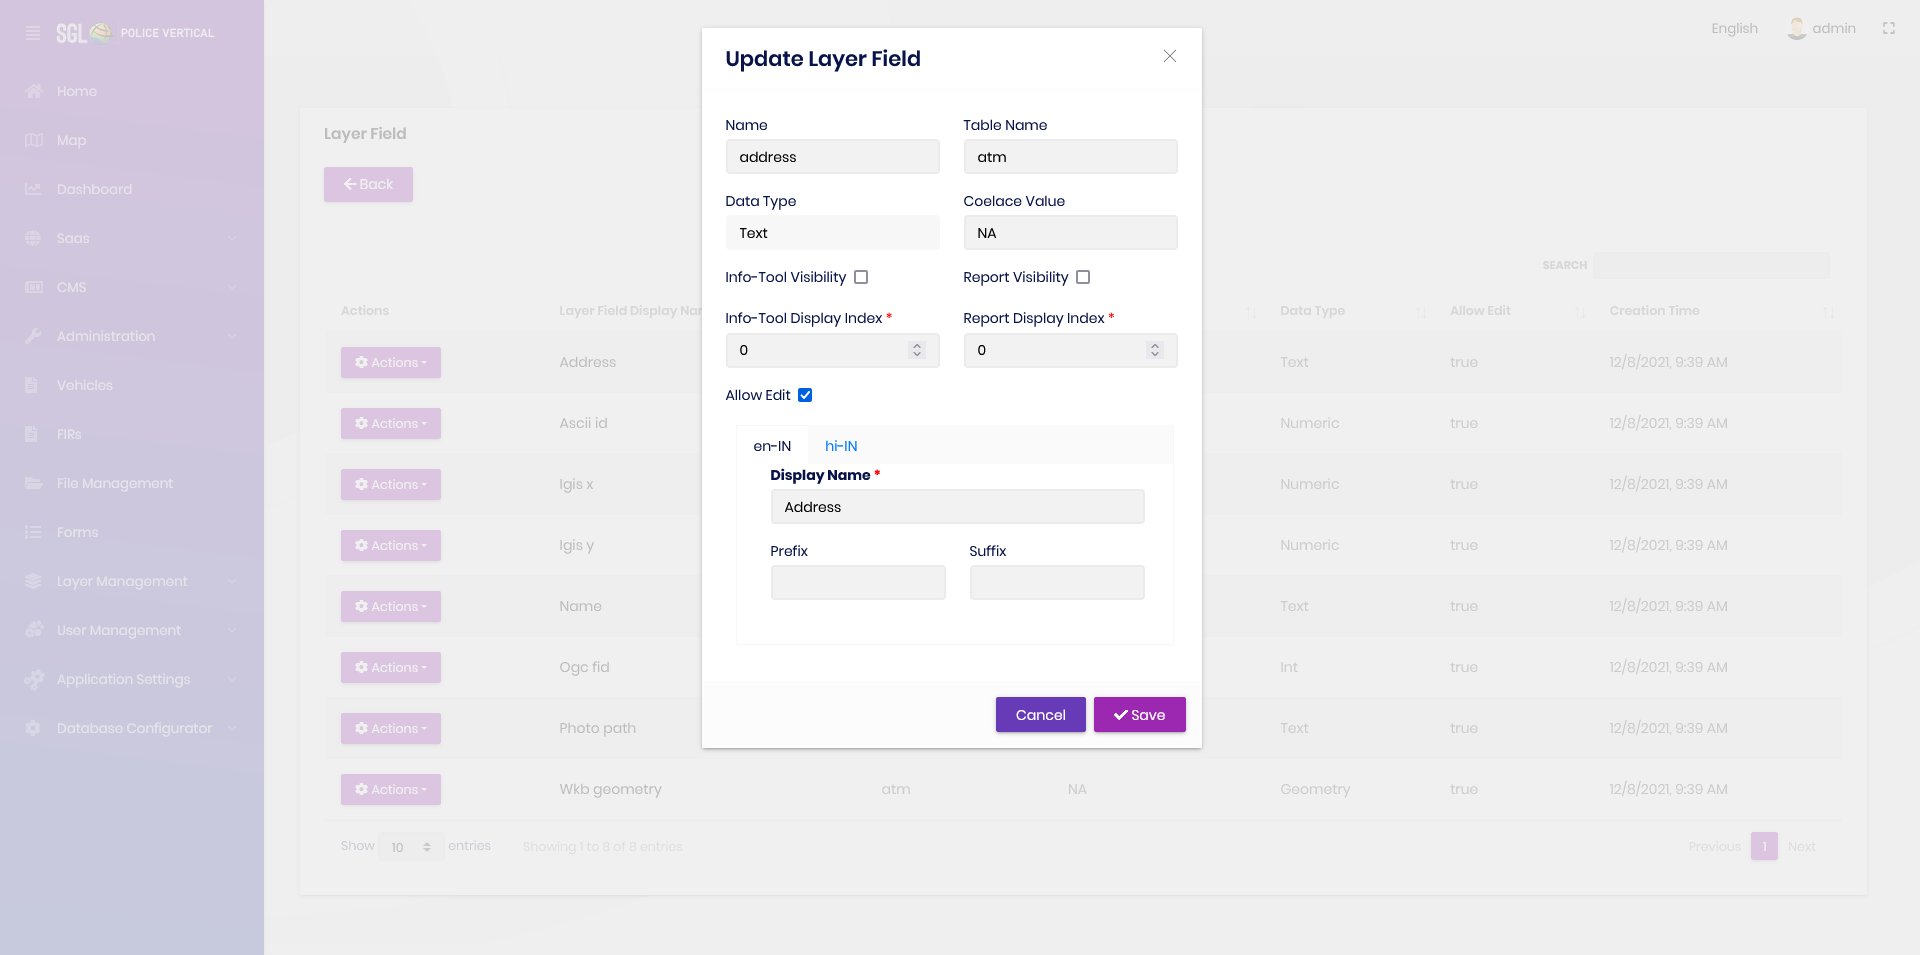 SGL POLICE VERTICAL
English
admin
Home
Map
Dashboard
Saas
CMS
Administration
Vehicles
FIRs
File Management
Forms
Layer Management
User Management
Application Settings
Database Configurator
Layer Field
Back
SEARCH
Actions Layer Field Display Nar Data Type Allow Edit Creation Time
Actions Address Text true 12/8/2021, 9:39 AM
Actions Ascii id Numeric true 12/8/2021, 9:39 AM
Actions Igis x Numeric true 12/8/2021, 9:39 AM
Actions Igis y Numeric true 12/8/2021, 9:39 AM
Actions Name Text true 12/8/2021, 9:39 AM
Actions Ogc fid Int true 12/8/2021, 9:39 AM
Actions Photo path Text true 12/8/2021, 9:39 AM
Actions Wkb geometry atm NA Geometry true 12/8/2021, 9:39 AM
Show 10 entries Showing 1 to 8 of 8 entries Previous 1 Next
Update Layer Field
Name Table Name
address atm
Data Type Coelace Value
Text NA
Info-Tool Visibility Report Visibility
Info-Tool Display Index * Report Display Index *
0 0
Allow Edit
en-IN hi-IN
Display Name *
Address
Prefix Suffix
Cancel Save